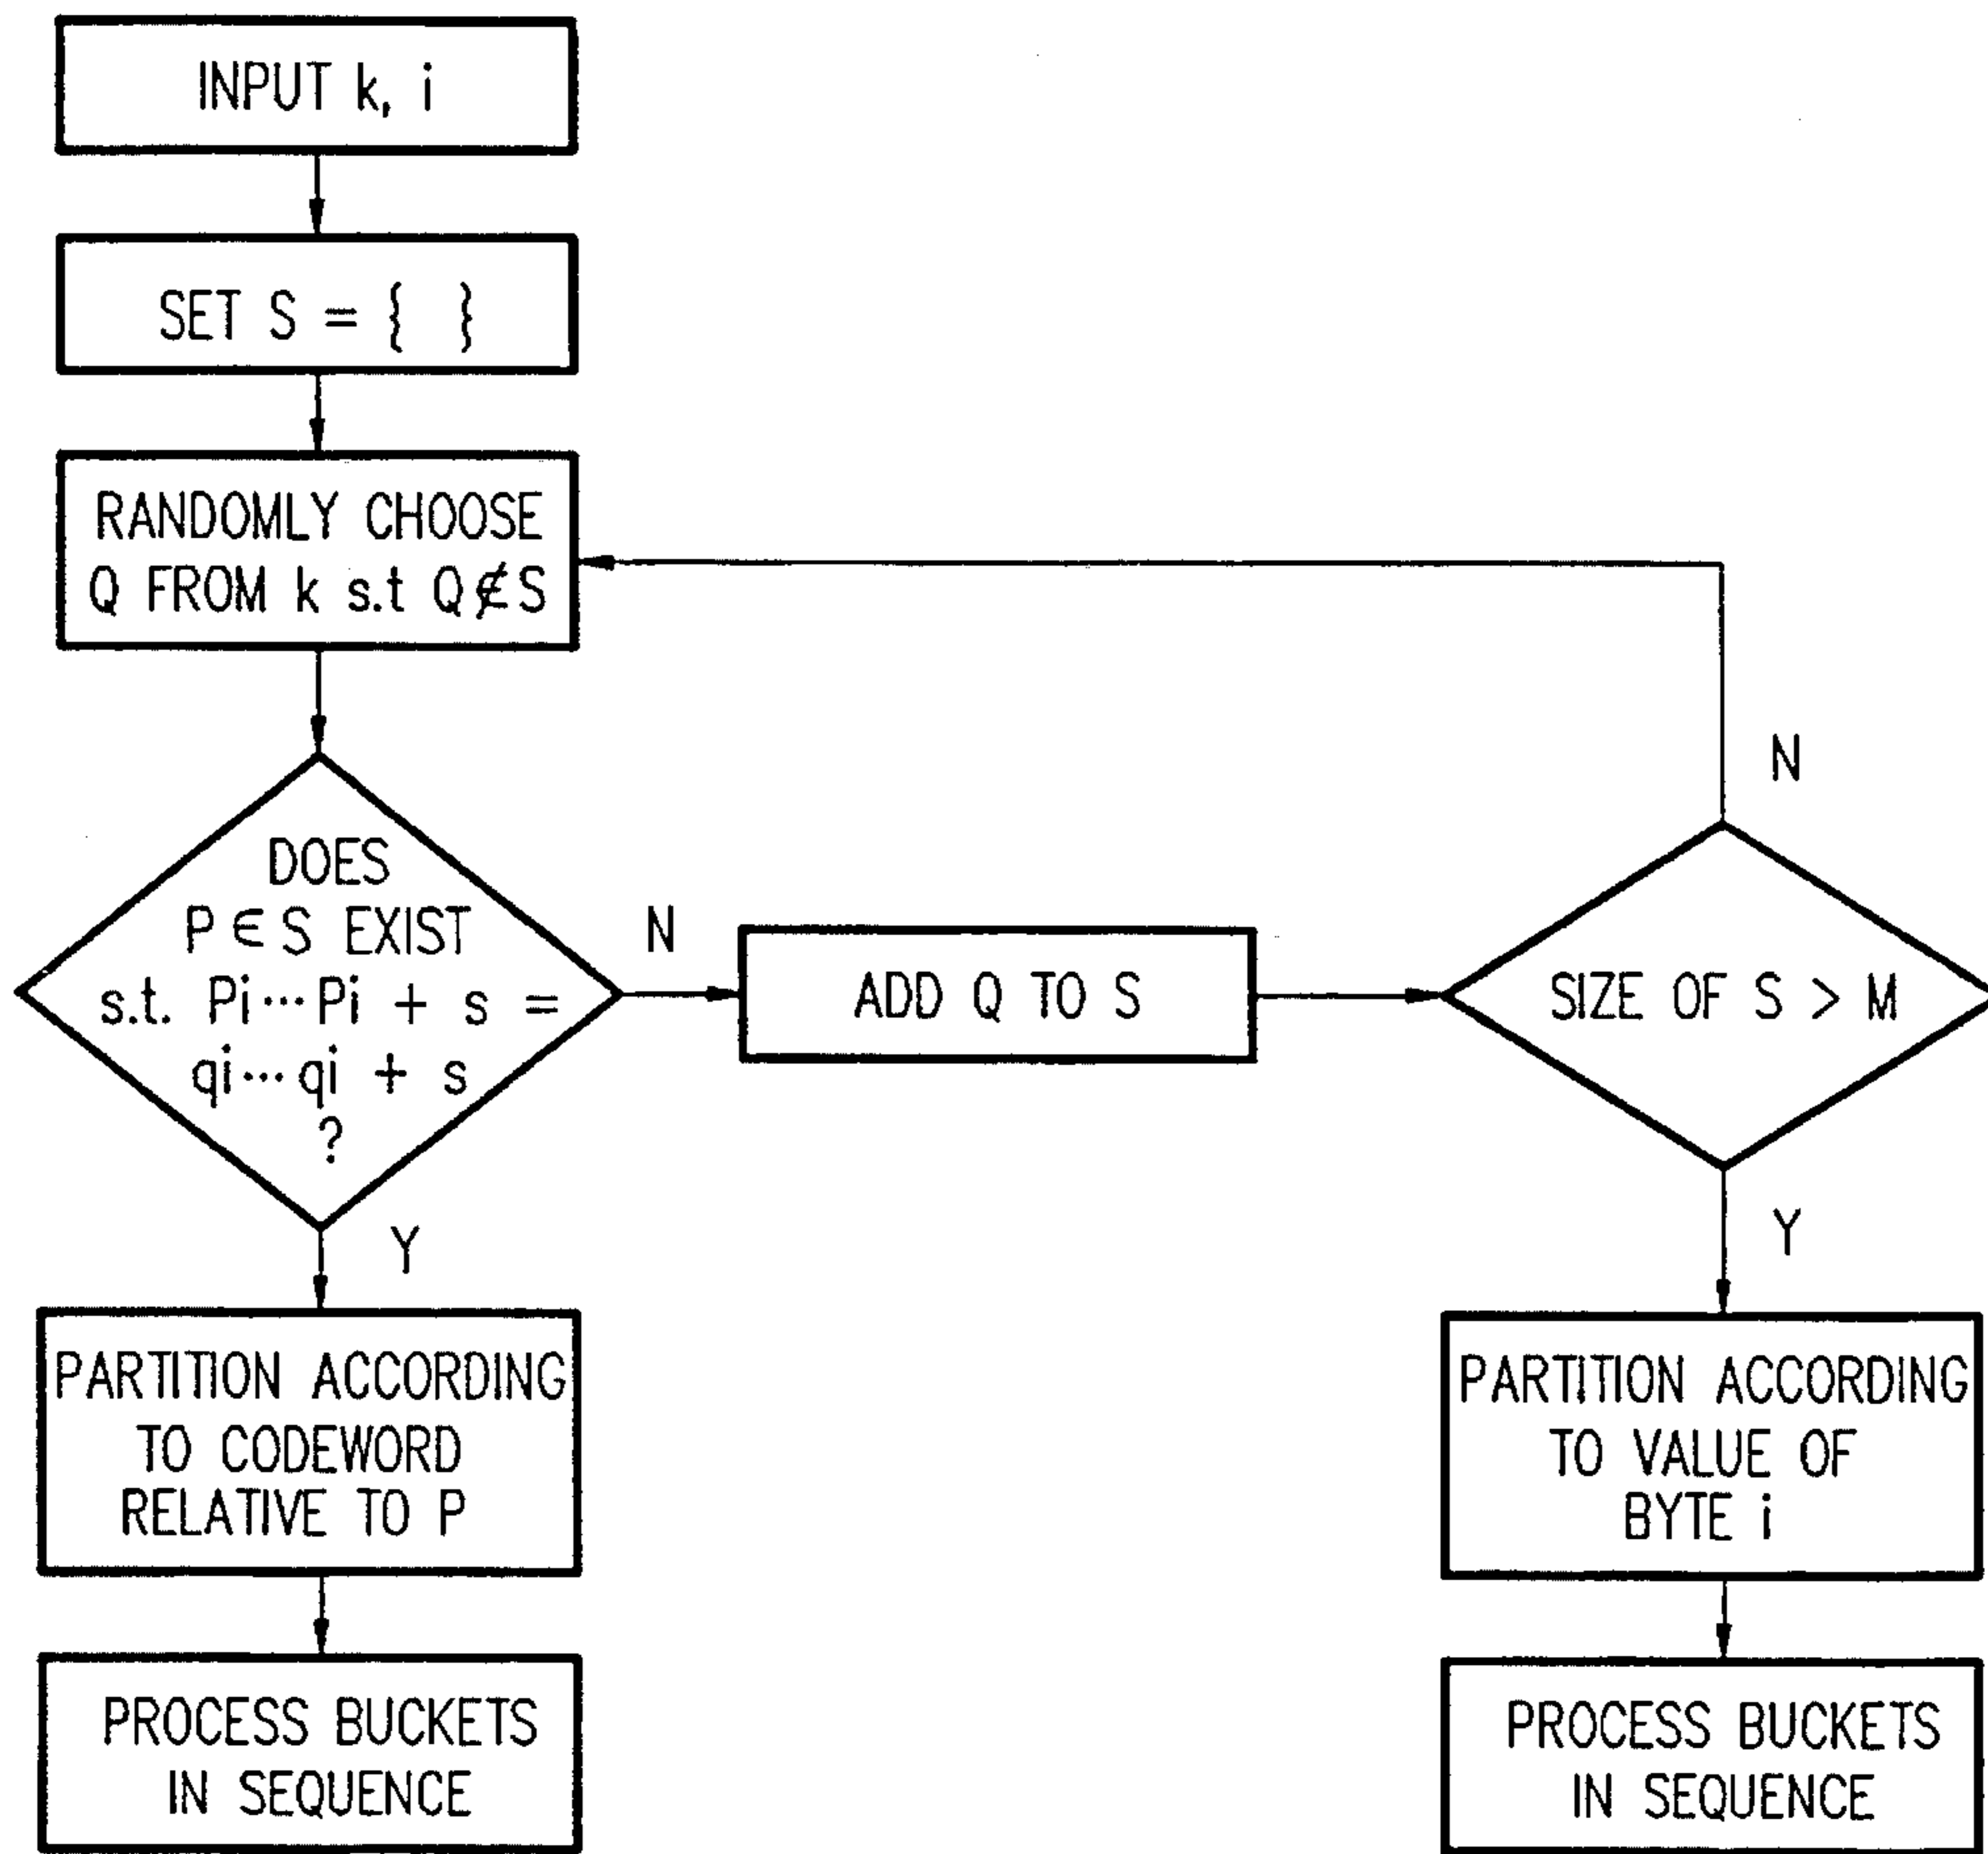 INPUT k, i
SET S = { }
RANDOMLY CHOOSE
Q FROM k s.t Q∉S
DOES
P ∈ S EXIST
s.t. Pi⋯Pi + s =
qi⋯qi + s
?
N
ADD Q TO S
SIZE OF S > M
N
Y
Y
PARTITION ACCORDING
TO CODEWORD
RELATIVE TO P
PROCESS BUCKETS
IN SEQUENCE
PARTITION ACCORDING
TO VALUE OF
BYTE i
PROCESS BUCKETS
IN SEQUENCE